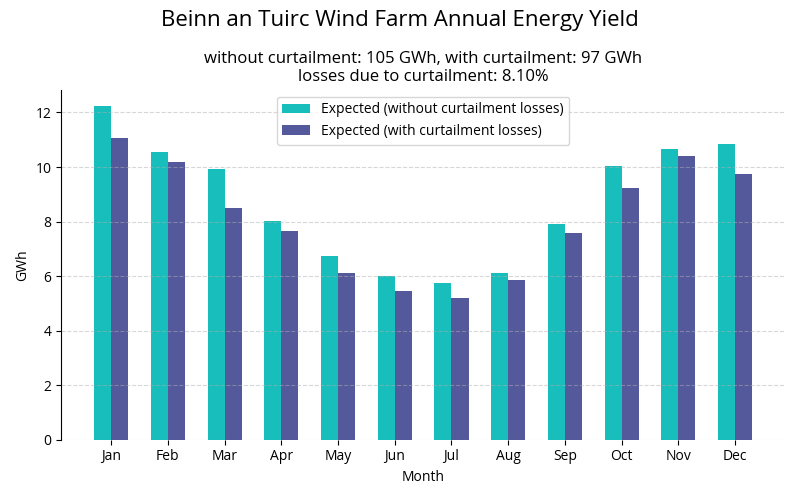 Beinn an Tuirc Wind Farm Annual Energy Yield
without curtailment: 105 GWh, with curtailment: 97 GWh
losses due to curtailment: 8.10%
Expected (without curtailment losses)
Expected (with curtailment losses)
GWh
12
10
8
6
4
2
0
Jan Feb Mar Apr May Jun Jul Aug Sep Oct Nov Dec
Month